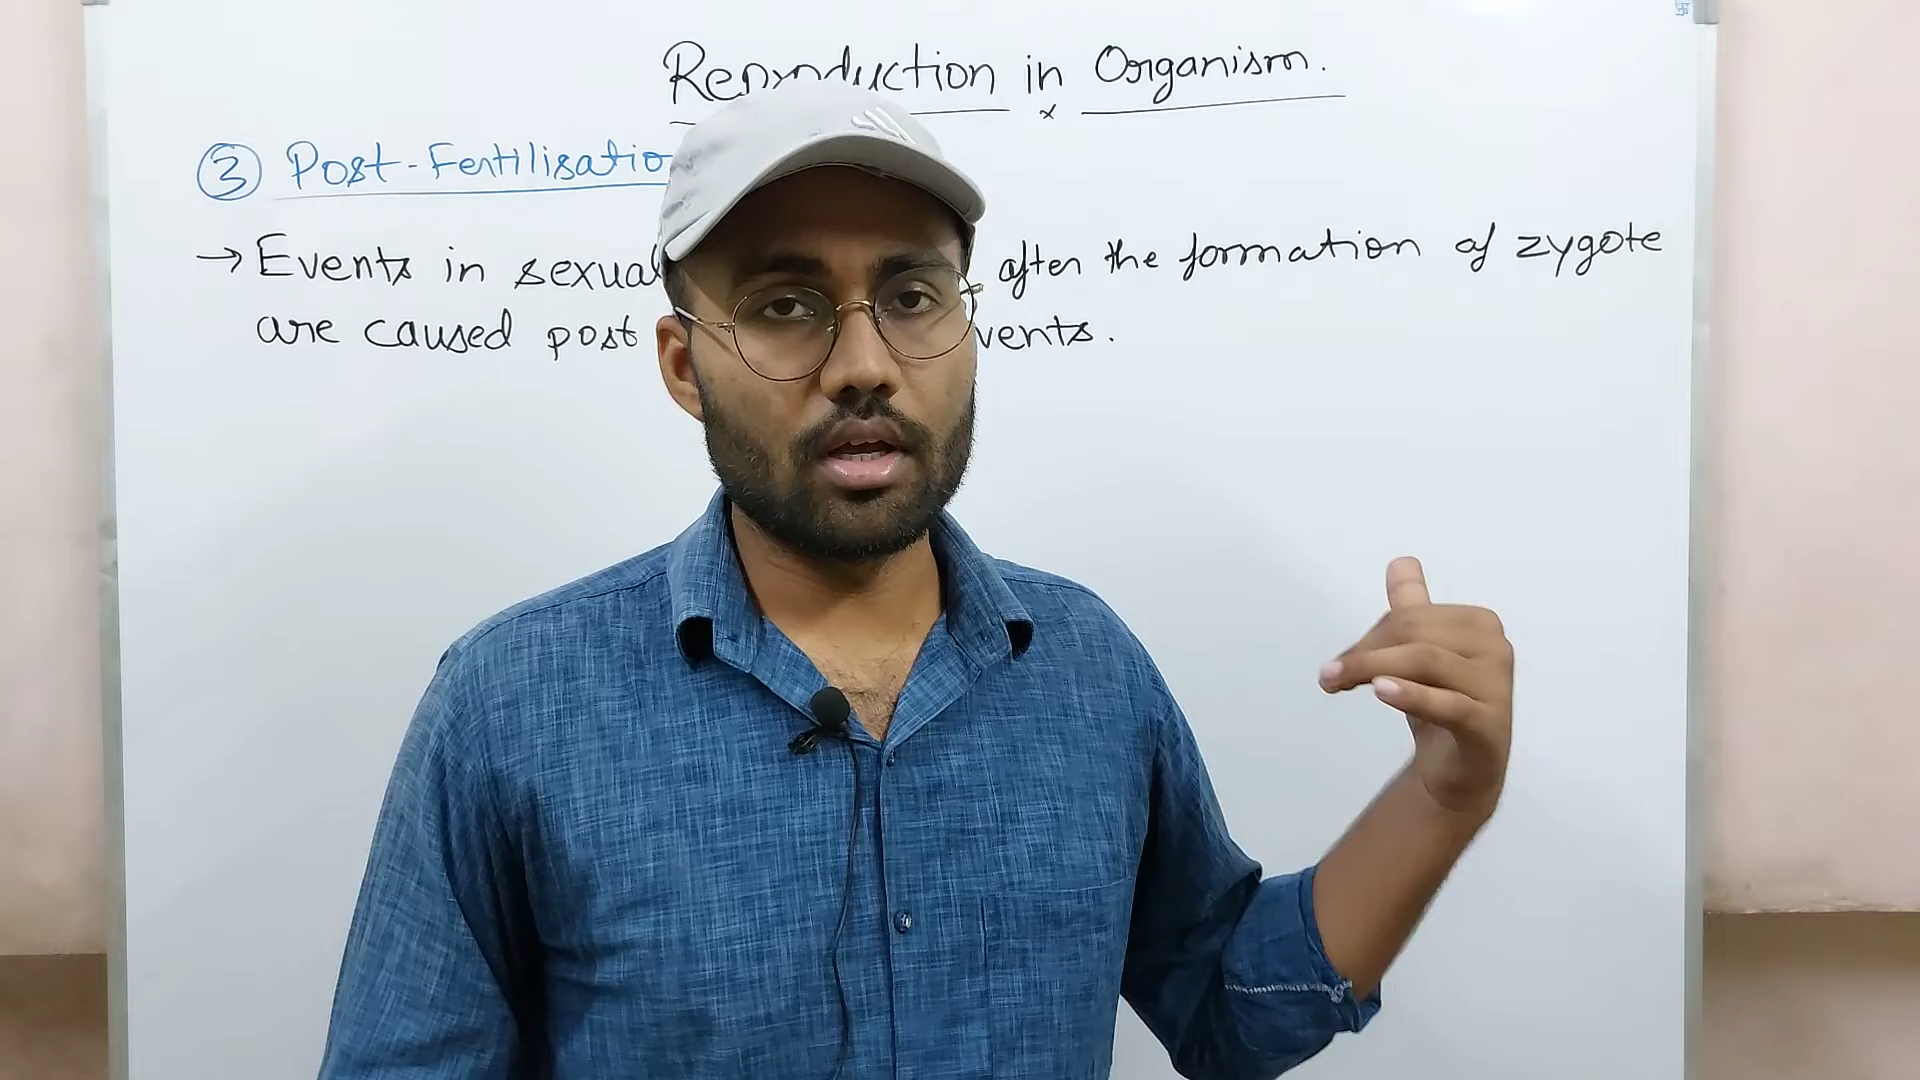 Reproduction in Organism.
③ Post-Fertilisatio
→ Events in sexual after the formation of zygote
are caused post vents.